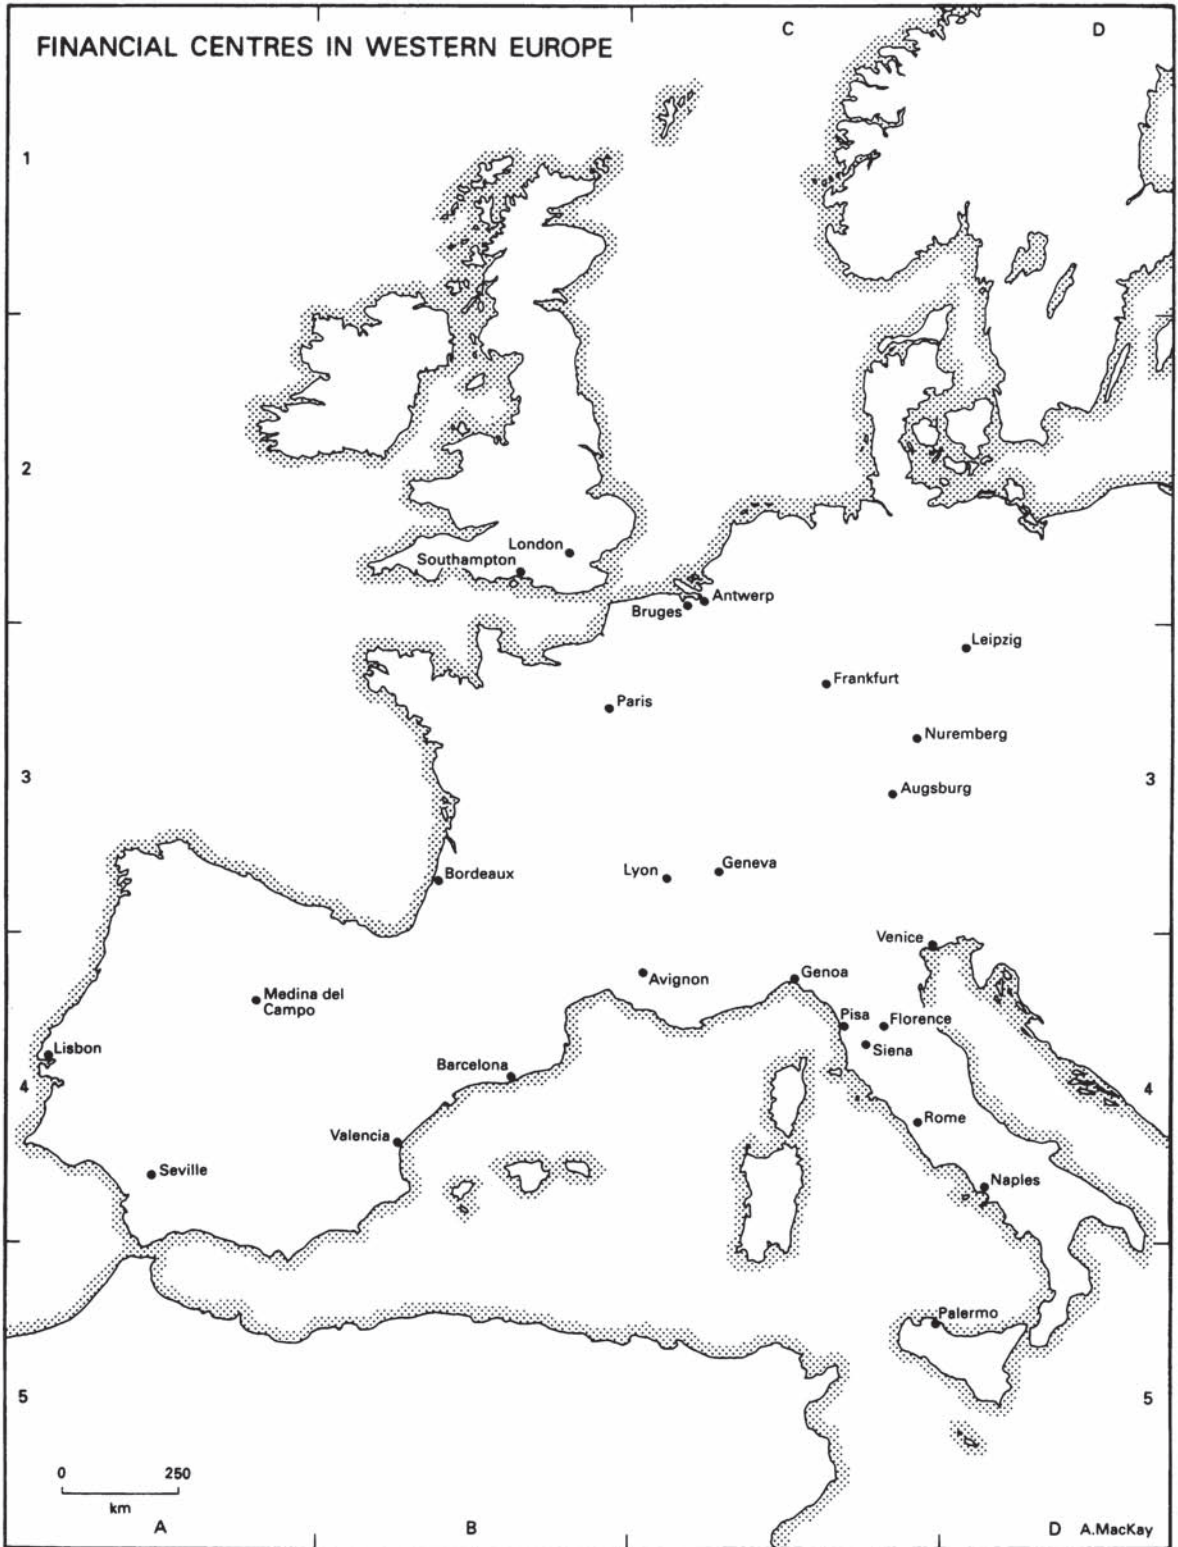 FINANCIAL CENTRES IN WESTERN EUROPE
C
D
1
2
London
Southampton
Antwerp
Bruges
Leipzig
Frankfurt
Paris
Nuremberg
3
3
Augsburg
Bordeaux
Lyon
Geneva
Venice
Avignon
Genoa
Medina del
Campo
Pisa
Florence
Siena
Lisbon
Barcelona
4
4
Rome
Valencia
Seville
Naples
Palermo
5
5
0
250
km
A
B
D
A.MacKay